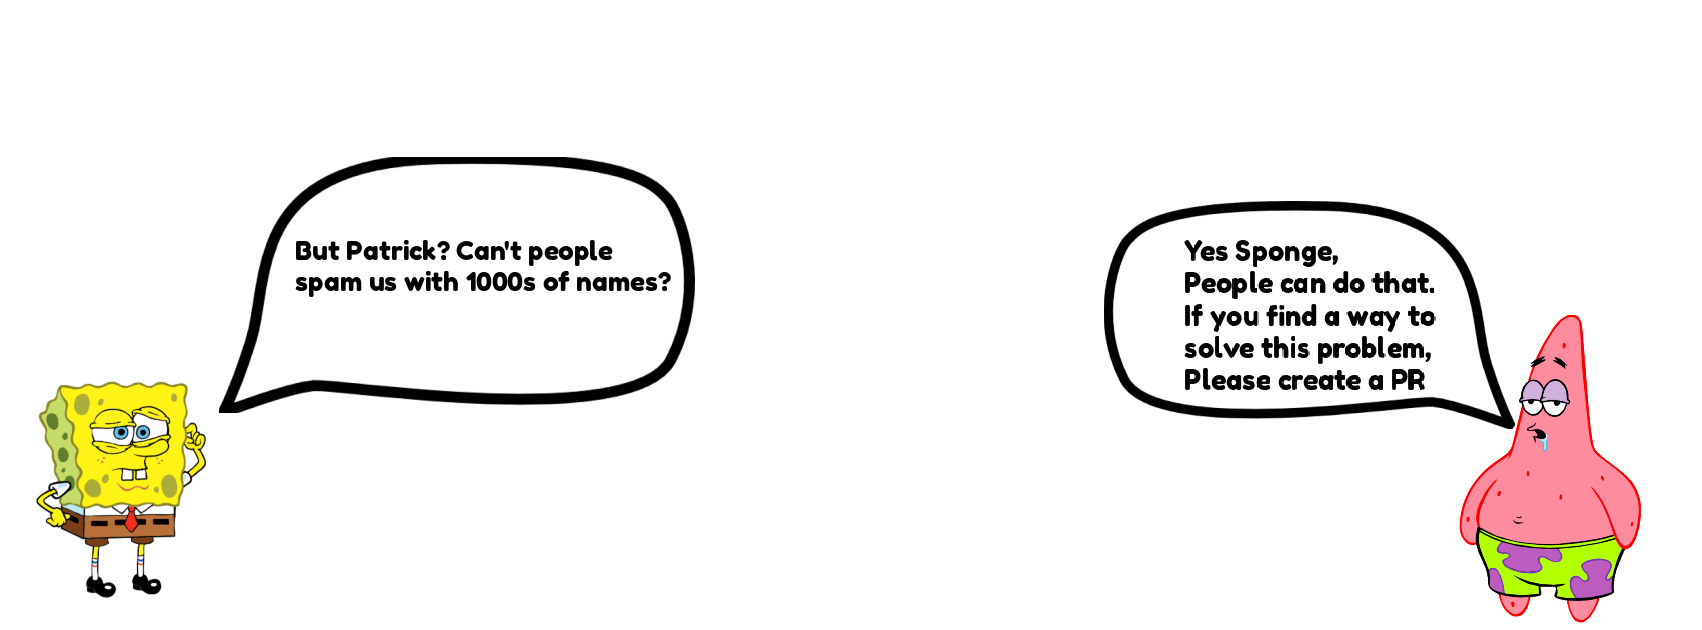 But Patrick? Can't people
spam us with 1000s of names?
Yes Sponge,
People can do that.
If you find a way to
solve this problem,
Please create a PR